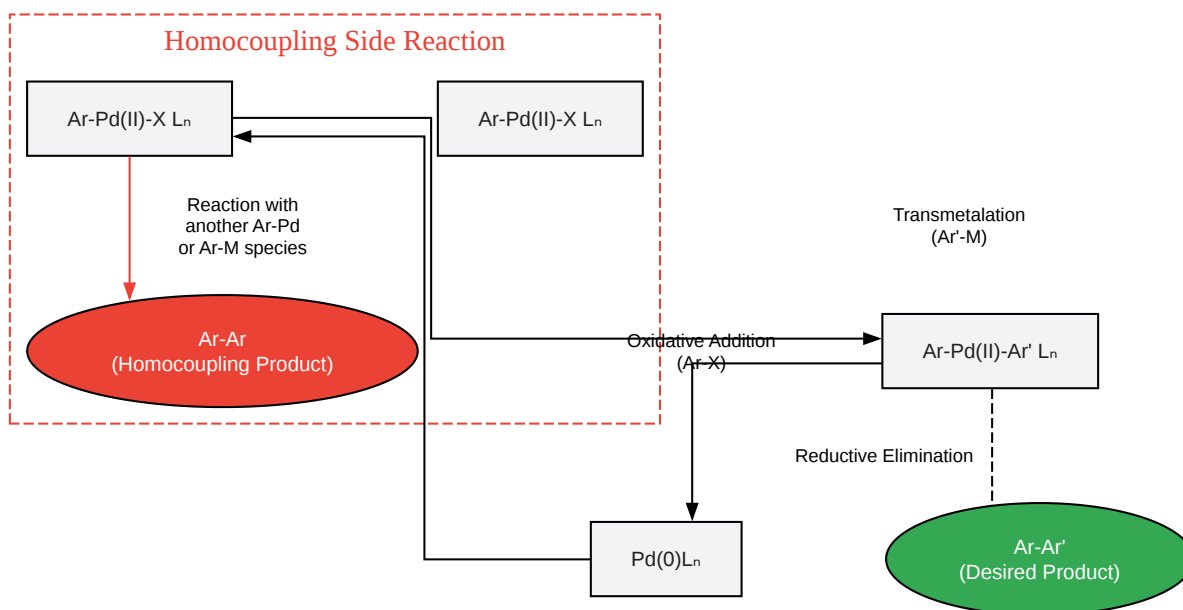 Homocoupling Side Reaction
Ar-Pd(II)-X Lₙ
Ar-Pd(II)-X Lₙ
Reaction with
another Ar-Pd
or Ar-M species
Transmetalation
(Ar'-M)
Ar-Ar
(Homocoupling Product)
Oxidative Addition
(Ar-X)
Ar-Pd(II)-Ar' Lₙ
Reductive Elimination
Pd(0)Lₙ
Ar-Ar'
(Desired Product)